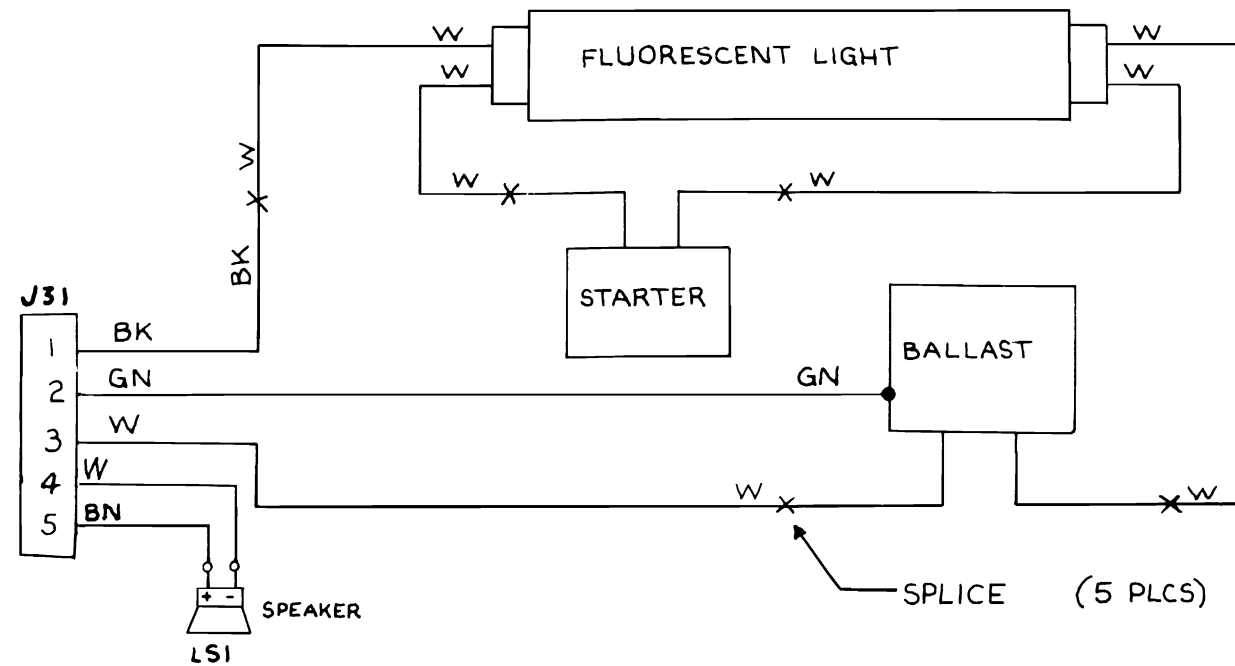 W
W
FLUORESCENT LIGHT
W
W
W
W
W
BK
STARTER
BALLAST
J31
1
BK
2
GN
GN
3
W
4
W
5
BN
W
W
SPLICE (5 PLCS)
+ -
SPEAKER
LS1